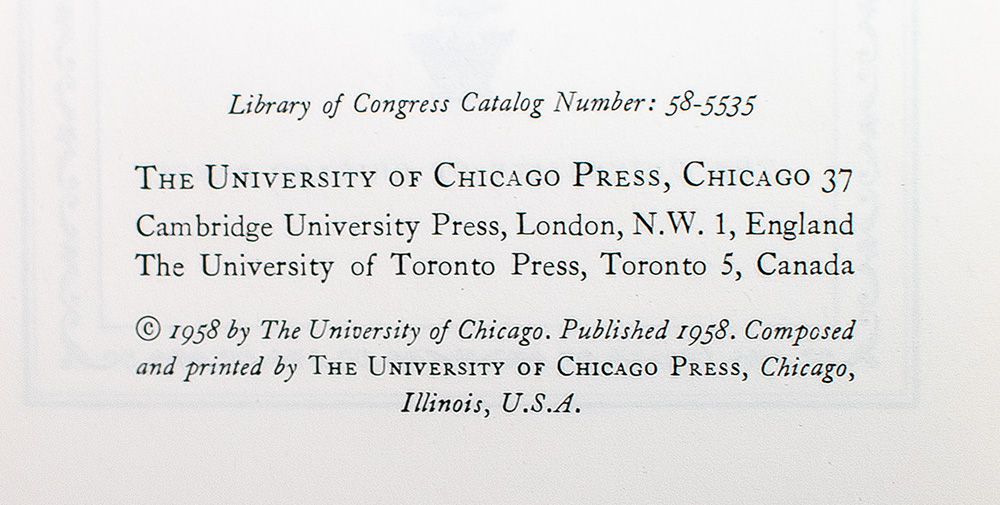 Library of Congress Catalog Number: 58-5535
THE UNIVERSITY OF CHICAGO PRESS, CHICAGO 37
Cambridge University Press, London, N.W. 1, England
The University of Toronto Press, Toronto 5, Canada
© 1958 by The University of Chicago. Published 1958. Composed
and printed by THE UNIVERSITY OF CHICAGO PRESS, Chicago,
Illinois, U.S.A.